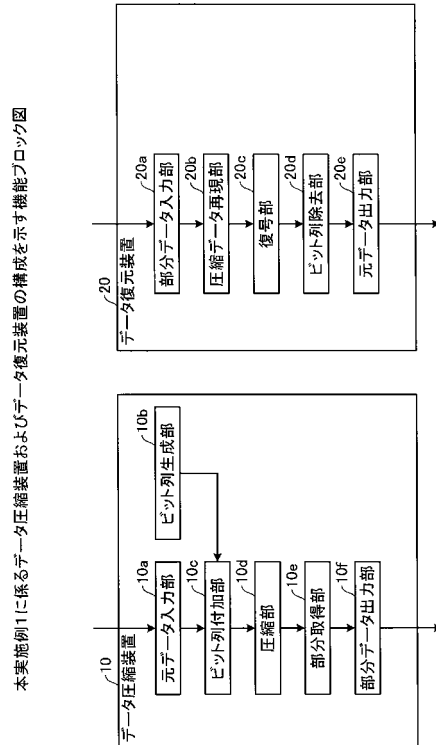 本実施例1に係るデータ圧縮装置およびデータ復元装置の構成を示す機能ブロック図
10
データ圧縮装置
10a
元データ入力部
10b
ビット列生成部
10c
ビット列付加部
10d
圧縮部
10e
部分取得部
10f
部分データ出力部
20
データ復元装置
20a
部分データ入力部
20b
圧縮データ再現部
20c
復号部
20d
ビット列除去部
20e
元データ出力部